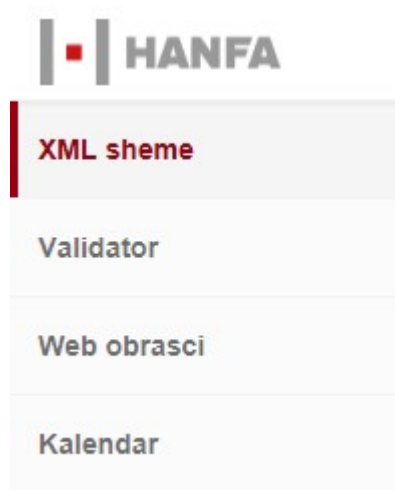 HANFA
XML sheme
Validator
Web obrasci
Kalendar